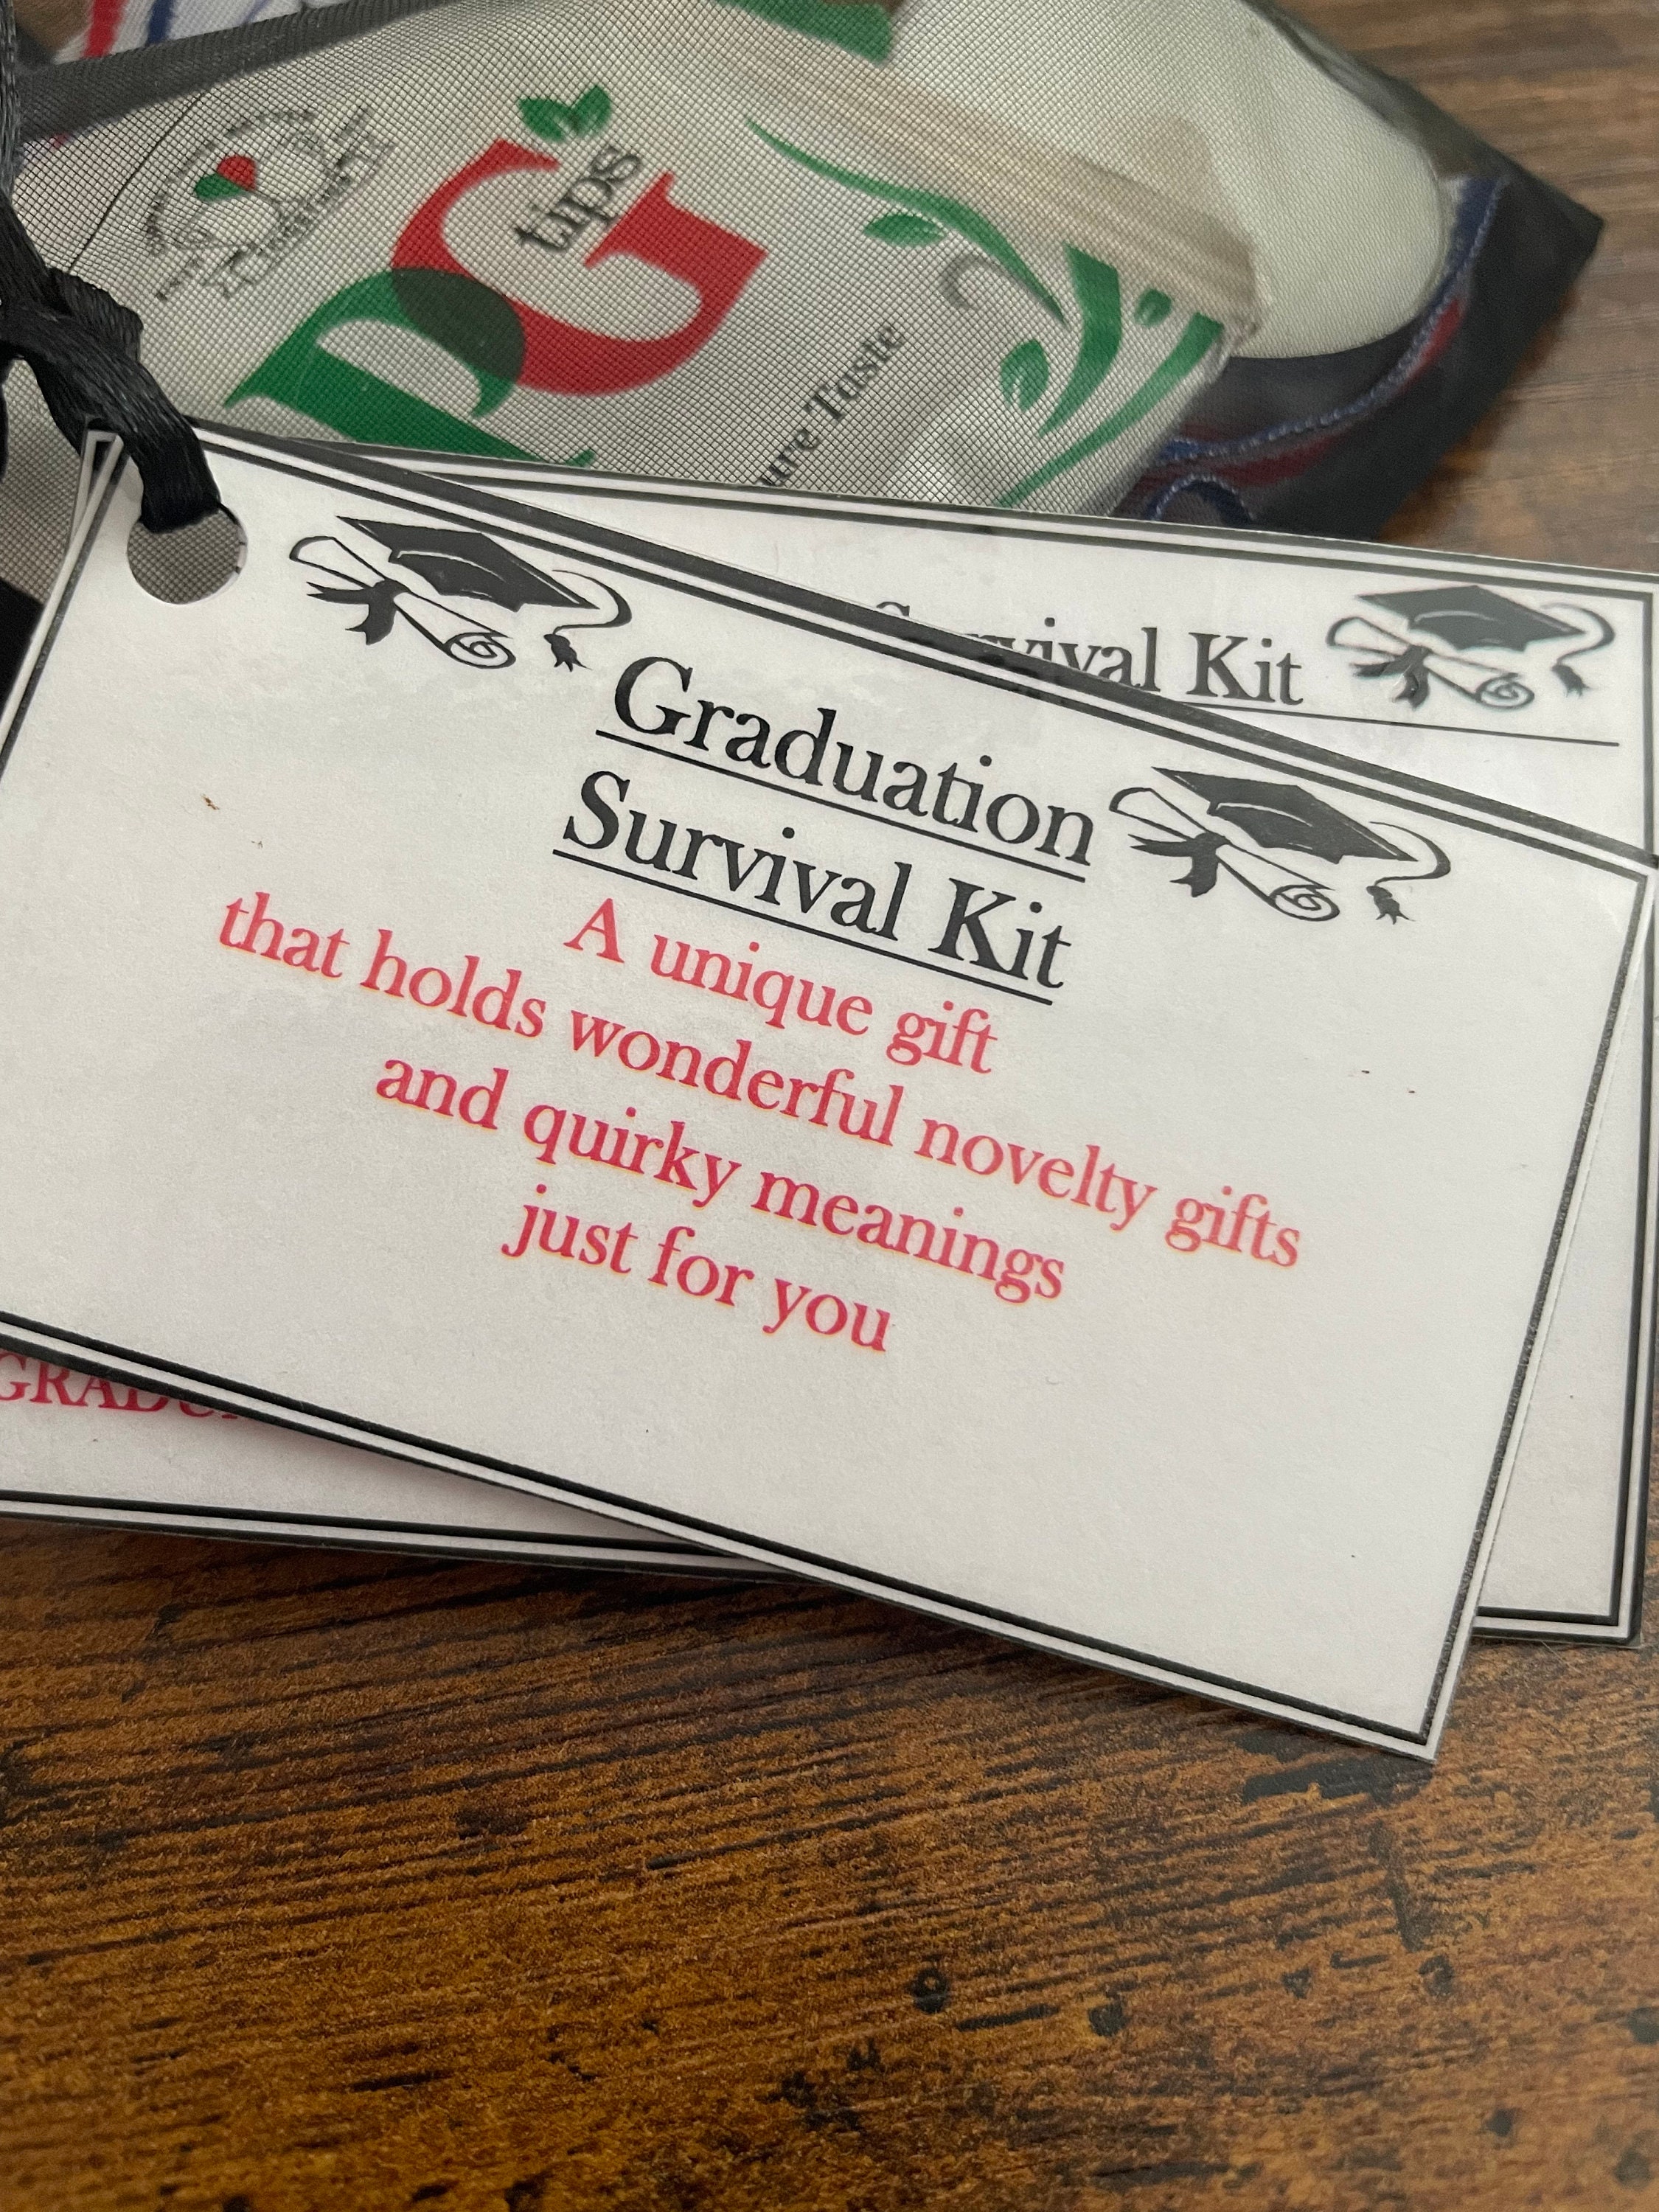 PG
tips
Taste
Survival Kit
Graduation
Survival Kit
A unique gift
that holds wonderful novelty gifts
and quirky meanings
just for you